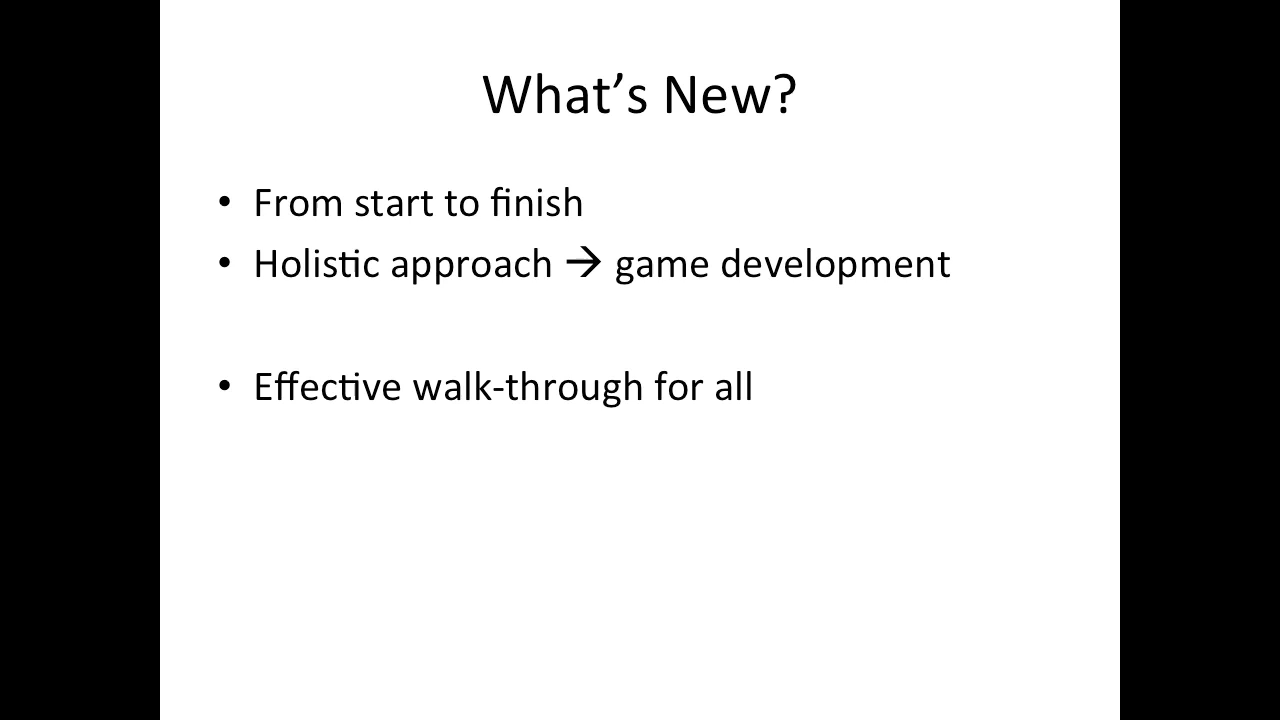 What’s New?
• From start to finish
• Holistic approach → game development
• Effective walk-through for all